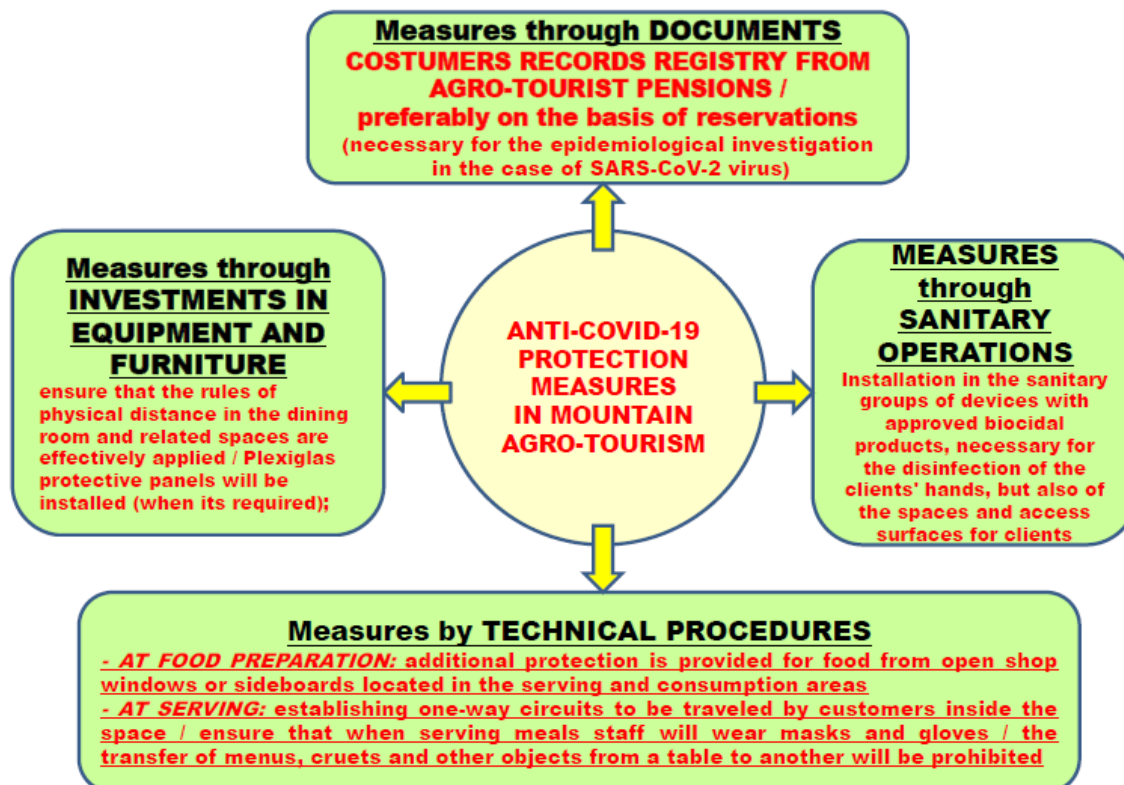 Measures through DOCUMENTS
COSTUMERS RECORDS REGISTRY FROM
AGRO-TOURIST PENSIONS /
preferably on the basis of reservations
(necessary for the epidemiological investigation
in the case of SARS-CoV-2 virus)
Measures through
INVESTMENTS IN
EQUIPMENT AND
FURNITURE
ensure that the rules of
physical distance in the dining
room and related spaces are
effectively applied / Plexiglas
protective panels will be
installed (when its required);
ANTI-COVID-19
PROTECTION
MEASURES
IN MOUNTAIN
AGRO-TOURISM
MEASURES
through
SANITARY
OPERATIONS
Installation in the sanitary
groups of devices with
approved biocidal
products, necessary for
the disinfection of the
clients' hands, but also of
the spaces and access
surfaces for clients
Measures by TECHNICAL PROCEDURES
- AT FOOD PREPARATION: additional protection is provided for food from open shop
windows or sideboards located in the serving and consumption areas
- AT SERVING: establishing one-way circuits to be traveled by customers inside the
space / ensure that when serving meals staff will wear masks and gloves / the
transfer of menus, cruets and other objects from a table to another will be prohibited